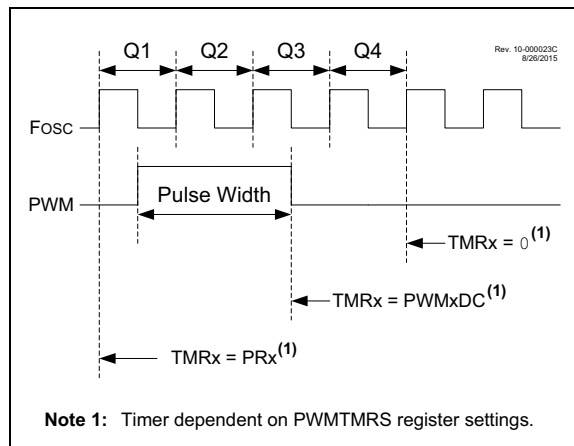 Q1 Q2 Q3 Q4
Rev. 10-000023C
8/26/2015
FOSC
PWM
Pulse Width
TMRx = 0(1)
TMRx = PWMxDC(1)
TMRx = PRx(1)
Note 1: Timer dependent on PWMTMRS register settings.